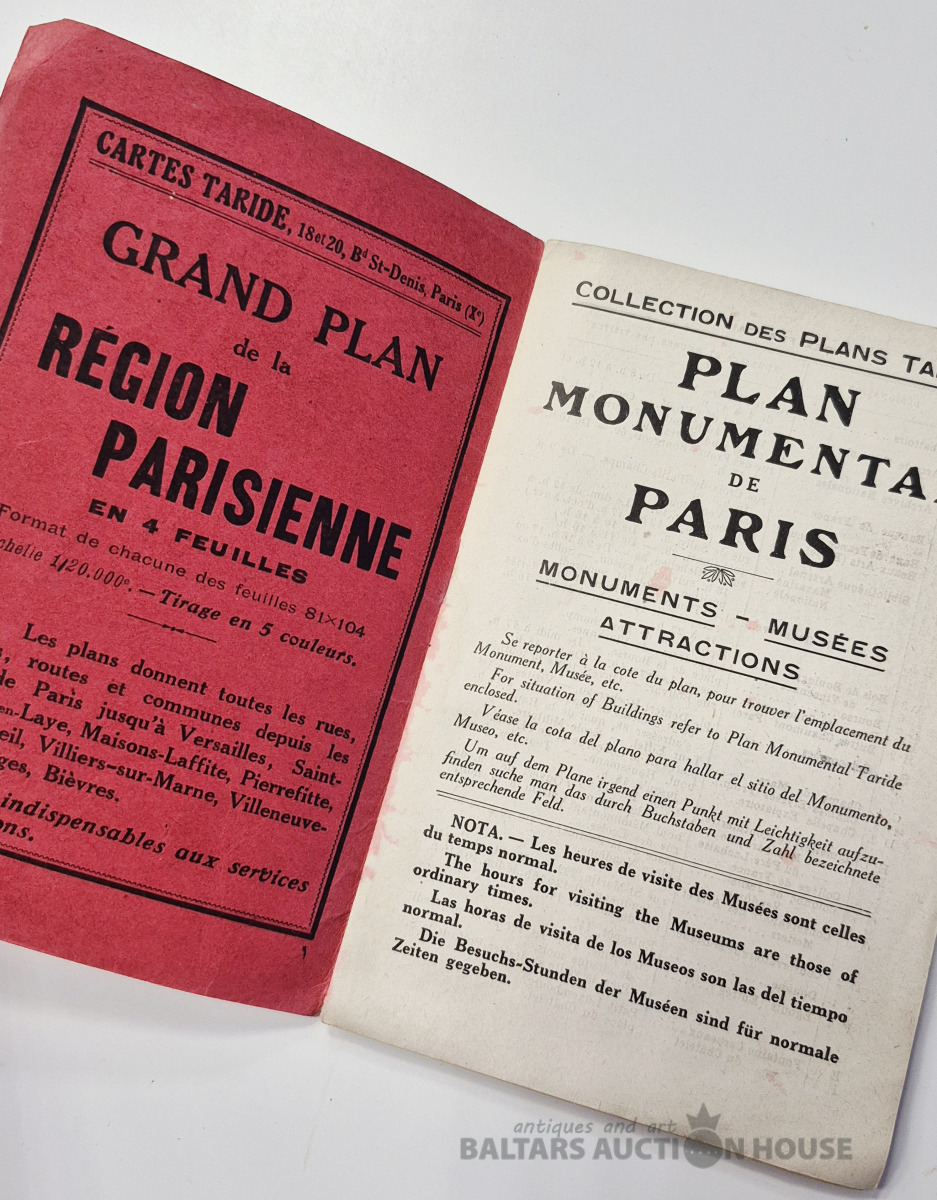 CARTES TARIDE, 18 et 20, Bd St-Denis, Paris (Xe)
GRAND PLAN
de la
RÉGION
PARISIENNE
EN 4 FEUILLES
Format de chacune des feuilles 81×104
1/20.000e. — Tirage en 5 couleurs.
Les plans donnent toutes les rues,
routes et communes depuis les
de Paris jusqu'à Versailles, Saint-
en-Laye, Maisons-Laffite, Pierrefitte,
Villiers-sur-Marne, Villeneuve-
Bièvres.
indispensables aux services
COLLECTION DES PLANS
PLAN
MONUMENTA
DE
PARIS
MONUMENTS - MUSÉES
ATTRACTIONS
Se reporter à la cote du plan, pour trouver l'emplacement du
Monument, Musée, etc.
For situation of Buildings refer to Plan Monumental Taride
enclosed.
Véase la cota del plano para hallar el sitio del Monumento,
Museo, etc.
Um auf dem Plane irgend einen Punkt mit Leichtigkeit aufzu-
finden suche man das durch Buchstaben und Zahl bezeichnete
entsprechende Feld.
NOTA. — Les heures de visite des Musées sont celles
du temps normal.
The hours for visiting the Museums are those of
ordinary times.
Las horas de visita de los Museos son las del tiempo
normal.
Die Besuchs-Stunden der Muséen sind für normale
Zeiten gegeben.
antiques and art
BALTARS AUCTION HOUSE